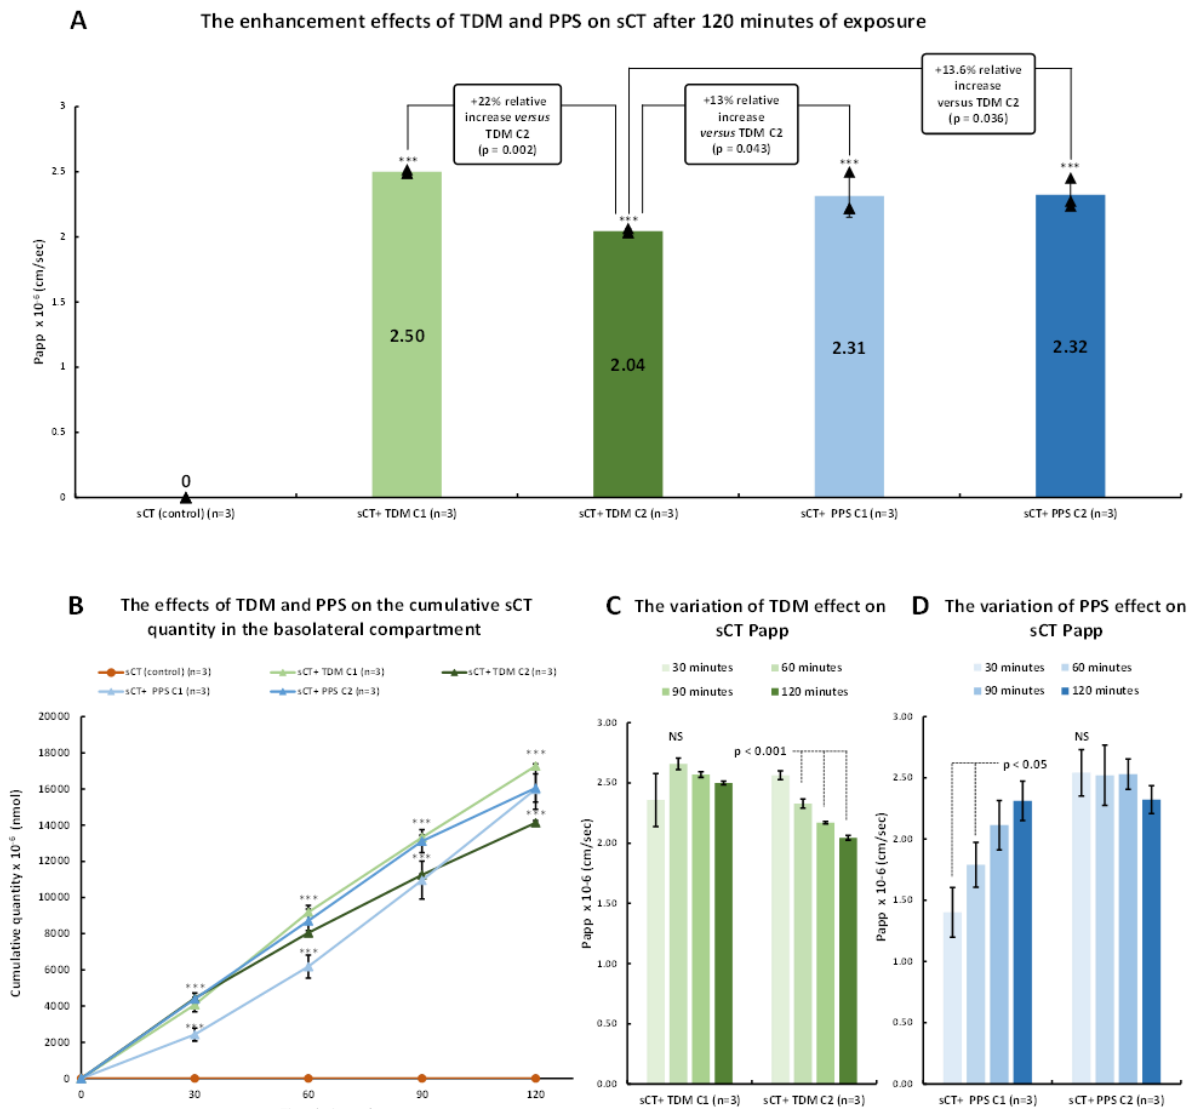 A The enhancement effects of TDM and PPS on sCT after 120 minutes of exposure
+22% relative
increase versus
TDM C2
(p = 0.002)
+13% relative
increase
versus TDM C2
(p = 0.043)
+13.6% relative
increase
versus TDM C2
(p = 0.036)
Papp x 10⁻⁶ (cm/sec)
3
2.5
2
1.5
1
0.5
0
***
***
***
***
0
2.50
2.04
2.31
2.32
sCT (control) (n=3)
sCT+ TDM C1 (n=3)
sCT+ TDM C2 (n=3)
sCT+ PPS C1 (n=3)
sCT+ PPS C2 (n=3)
B The effects of TDM and PPS on the cumulative sCT
quantity in the basolateral compartment
sCT (control) (n=3)
sCT+ TDM C1 (n=3)
sCT+ TDM C2 (n=3)
sCT+ PPS C1 (n=3)
sCT+ PPS C2 (n=3)
Cumulative quantity x 10⁻⁶ (nmol)
20000
18000
16000
14000
12000
10000
8000
6000
4000
2000
0
***
***
***
***
***
***
***
***
0
30
60
90
120
C The variation of TDM effect on
sCT Papp
30 minutes
60 minutes
90 minutes
120 minutes
Papp x 10-6 (cm/sec)
3.00
2.50
2.00
1.50
1.00
0.50
0.00
NS
p < 0.001
sCT+ TDM C1 (n=3)
sCT+ TDM C2 (n=3)
D The variation of PPS effect on
sCT Papp
30 minutes
60 minutes
90 minutes
120 minutes
Papp x 10-6 (cm/sec)
3.00
2.50
2.00
1.50
1.00
0.50
0.00
p < 0.05
NS
sCT+ PPS C1 (n=3)
sCT+ PPS C2 (n=3)